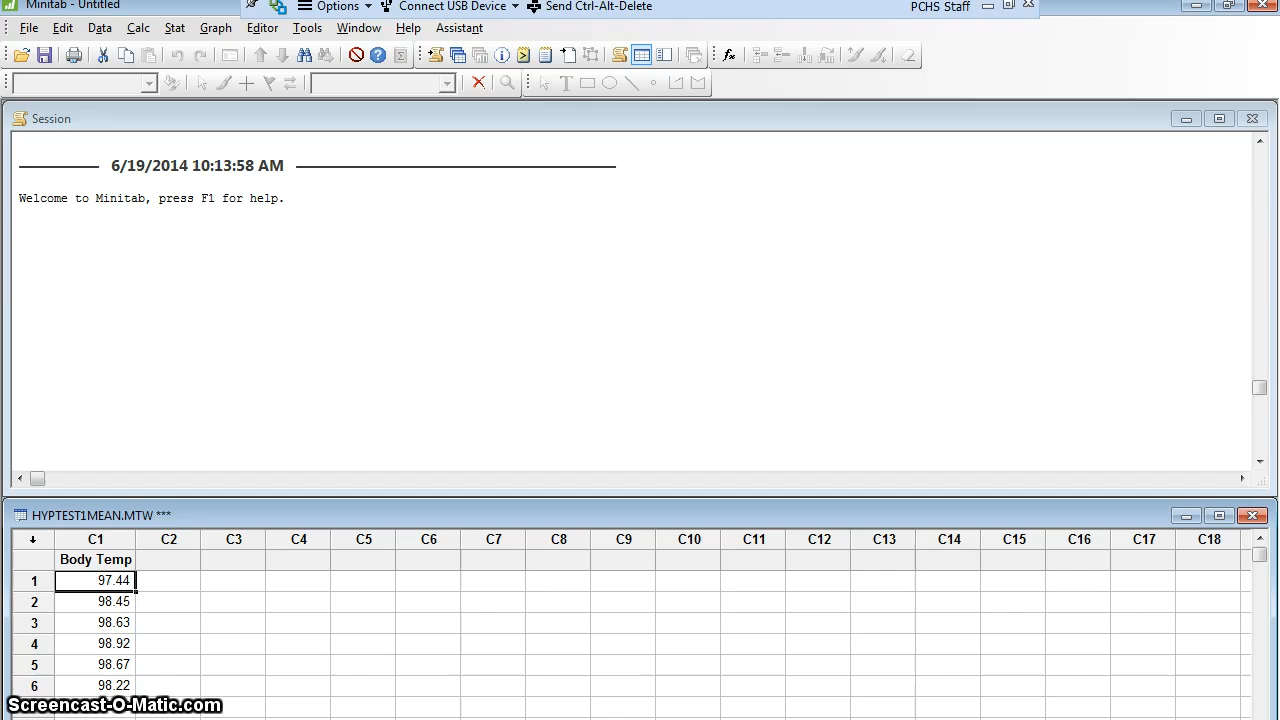 Minitab - Untitled
Options
Connect USB Device
Send Ctrl-Alt-Delete
PCHS Staff
File Edit Data Calc Stat Graph Editor Tools Window Help Assistant
Session
6/19/2014 10:13:58 AM
Welcome to Minitab, press F1 for help.
HYPTEST1MEAN.MTW ***
C1 C2 C3 C4 C5 C6 C7 C8 C9 C10 C11 C12 C13 C14 C15 C16 C17 C18
Body Temp
1 97.44
2 98.45
3 98.63
4 98.92
5 98.67
6 98.22
Screencast-O-Matic.com